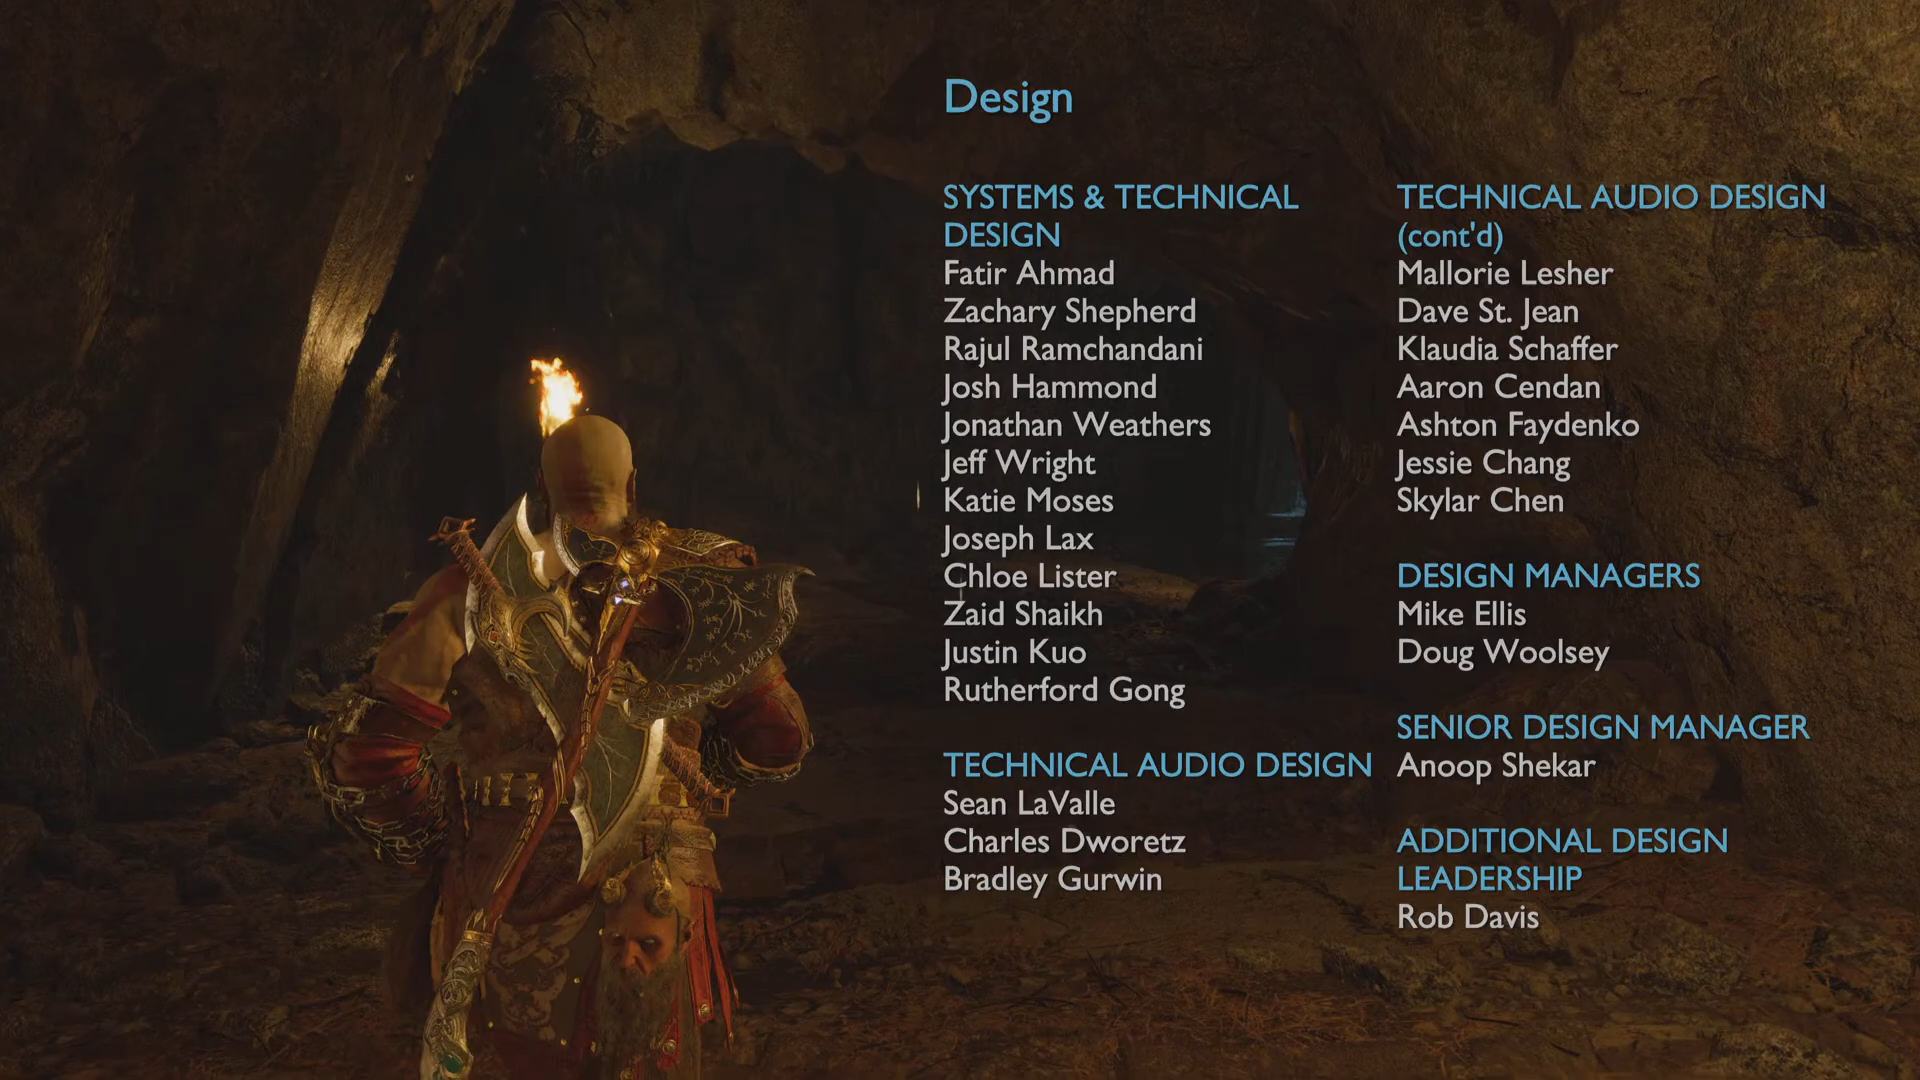 Design
SYSTEMS & TECHNICAL
DESIGN
Fatir Ahmad
Zachary Shepherd
Rajul Ramchandani
Josh Hammond
Jonathan Weathers
Jeff Wright
Katie Moses
Joseph Lax
Chloe Lister
Zaid Shaikh
Justin Kuo
Rutherford Gong
TECHNICAL AUDIO DESIGN
Sean LaValle
Charles Dworetz
Bradley Gurwin
TECHNICAL AUDIO DESIGN
(cont'd)
Mallorie Lesher
Dave St. Jean
Klaudia Schaffer
Aaron Cendan
Ashton Faydenko
Jessie Chang
Skylar Chen
DESIGN MANAGERS
Mike Ellis
Doug Woolsey
SENIOR DESIGN MANAGER
Anoop Shekar
ADDITIONAL DESIGN
LEADERSHIP
Rob Davis